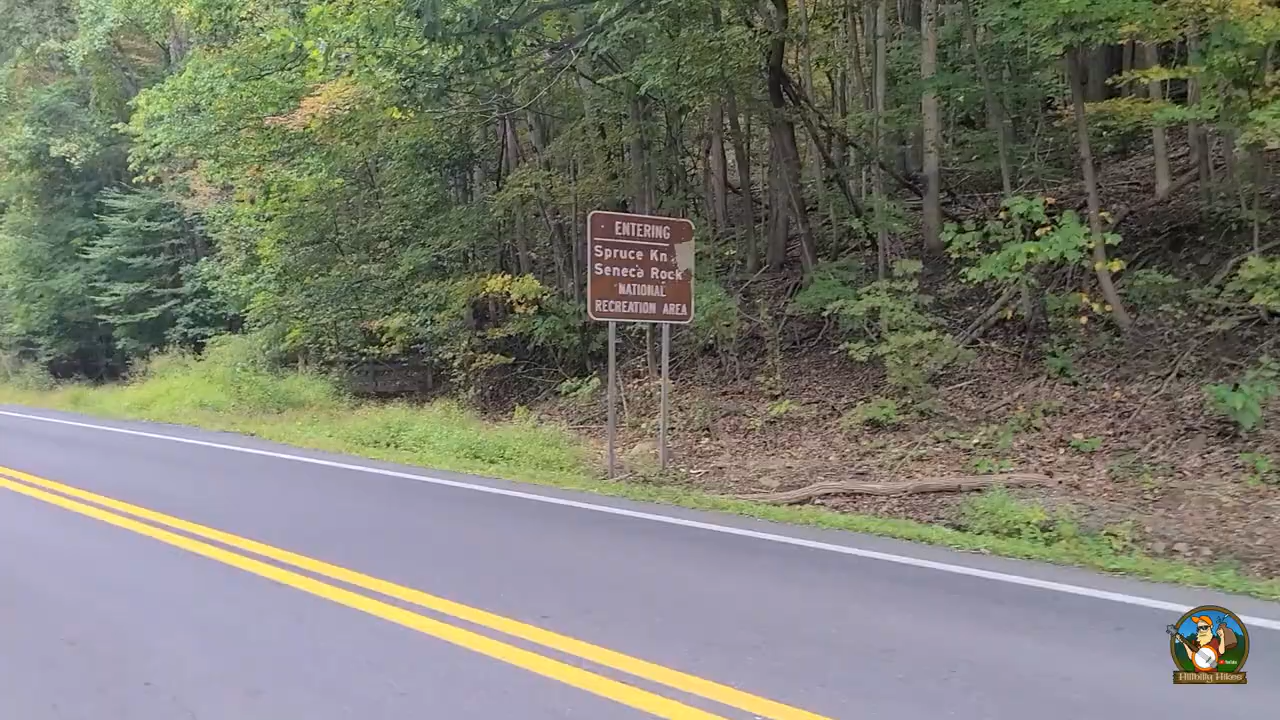 ENTERING
Spruce Kn
Seneca Rock
NATIONAL
RECREATION AREA
Hillbilly Hikes